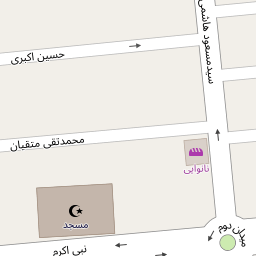 سیدمسعود هاشمی
حسین اکبری
محمدتقی متقیان
نانوایی
مسجد
میدان دوم
نبی اکرم